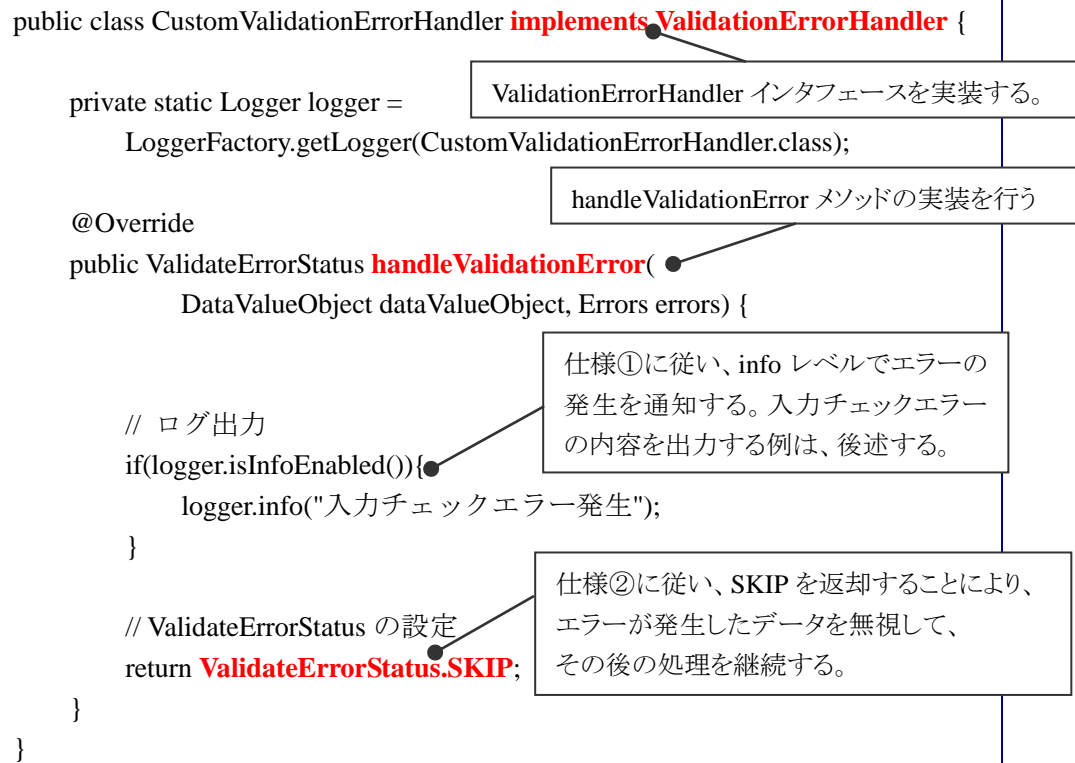 public class CustomValidationErrorHandler implements ValidationErrorHandler {
ValidationErrorHandler インタフェースを実装する。
private static Logger logger =
LoggerFactory.getLogger(CustomValidationErrorHandler.class);
handleValidationError メソッドの実装を行う
@Override
public ValidateErrorStatus handleValidationError(
DataValueObject dataValueObject, Errors errors) {
仕様①に従い、info レベルでエラーの
発生を通知する。入力チェックエラー
の内容を出力する例は、後述する。
// ログ出力
if(logger.isInfoEnabled()){
logger.info("入力チェックエラー発生");
}
仕様②に従い、SKIP を返却することにより、
エラーが発生したデータを無視して、
その後の処理を継続する。
// ValidateErrorStatus の設定
return ValidateErrorStatus.SKIP;
}
}